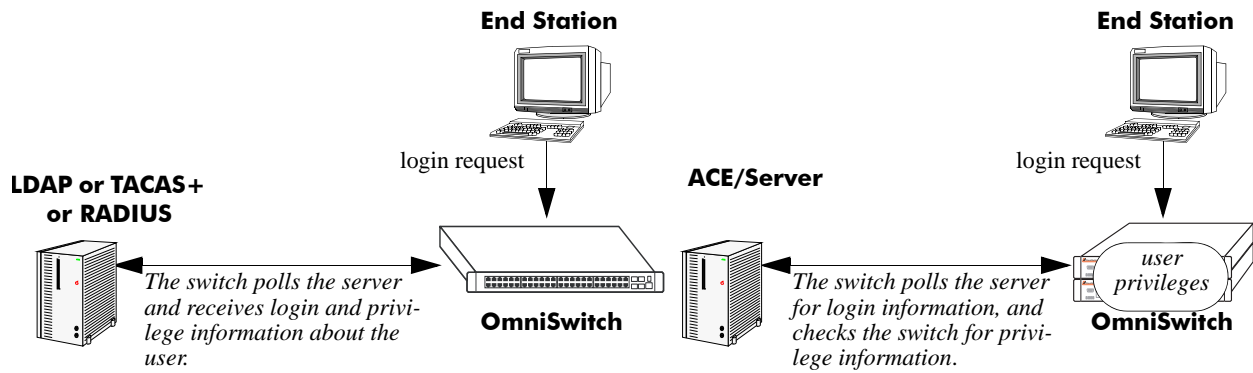 End Station
login request
LDAP or TACAS+
or RADIUS
The switch polls the server
and receives login and privi-
lege information about the
user.
OmniSwitch
End Station
login request
ACE/Server
user
privileges
The switch polls the server
for login information, and
checks the switch for privi-
lege information.
OmniSwitch